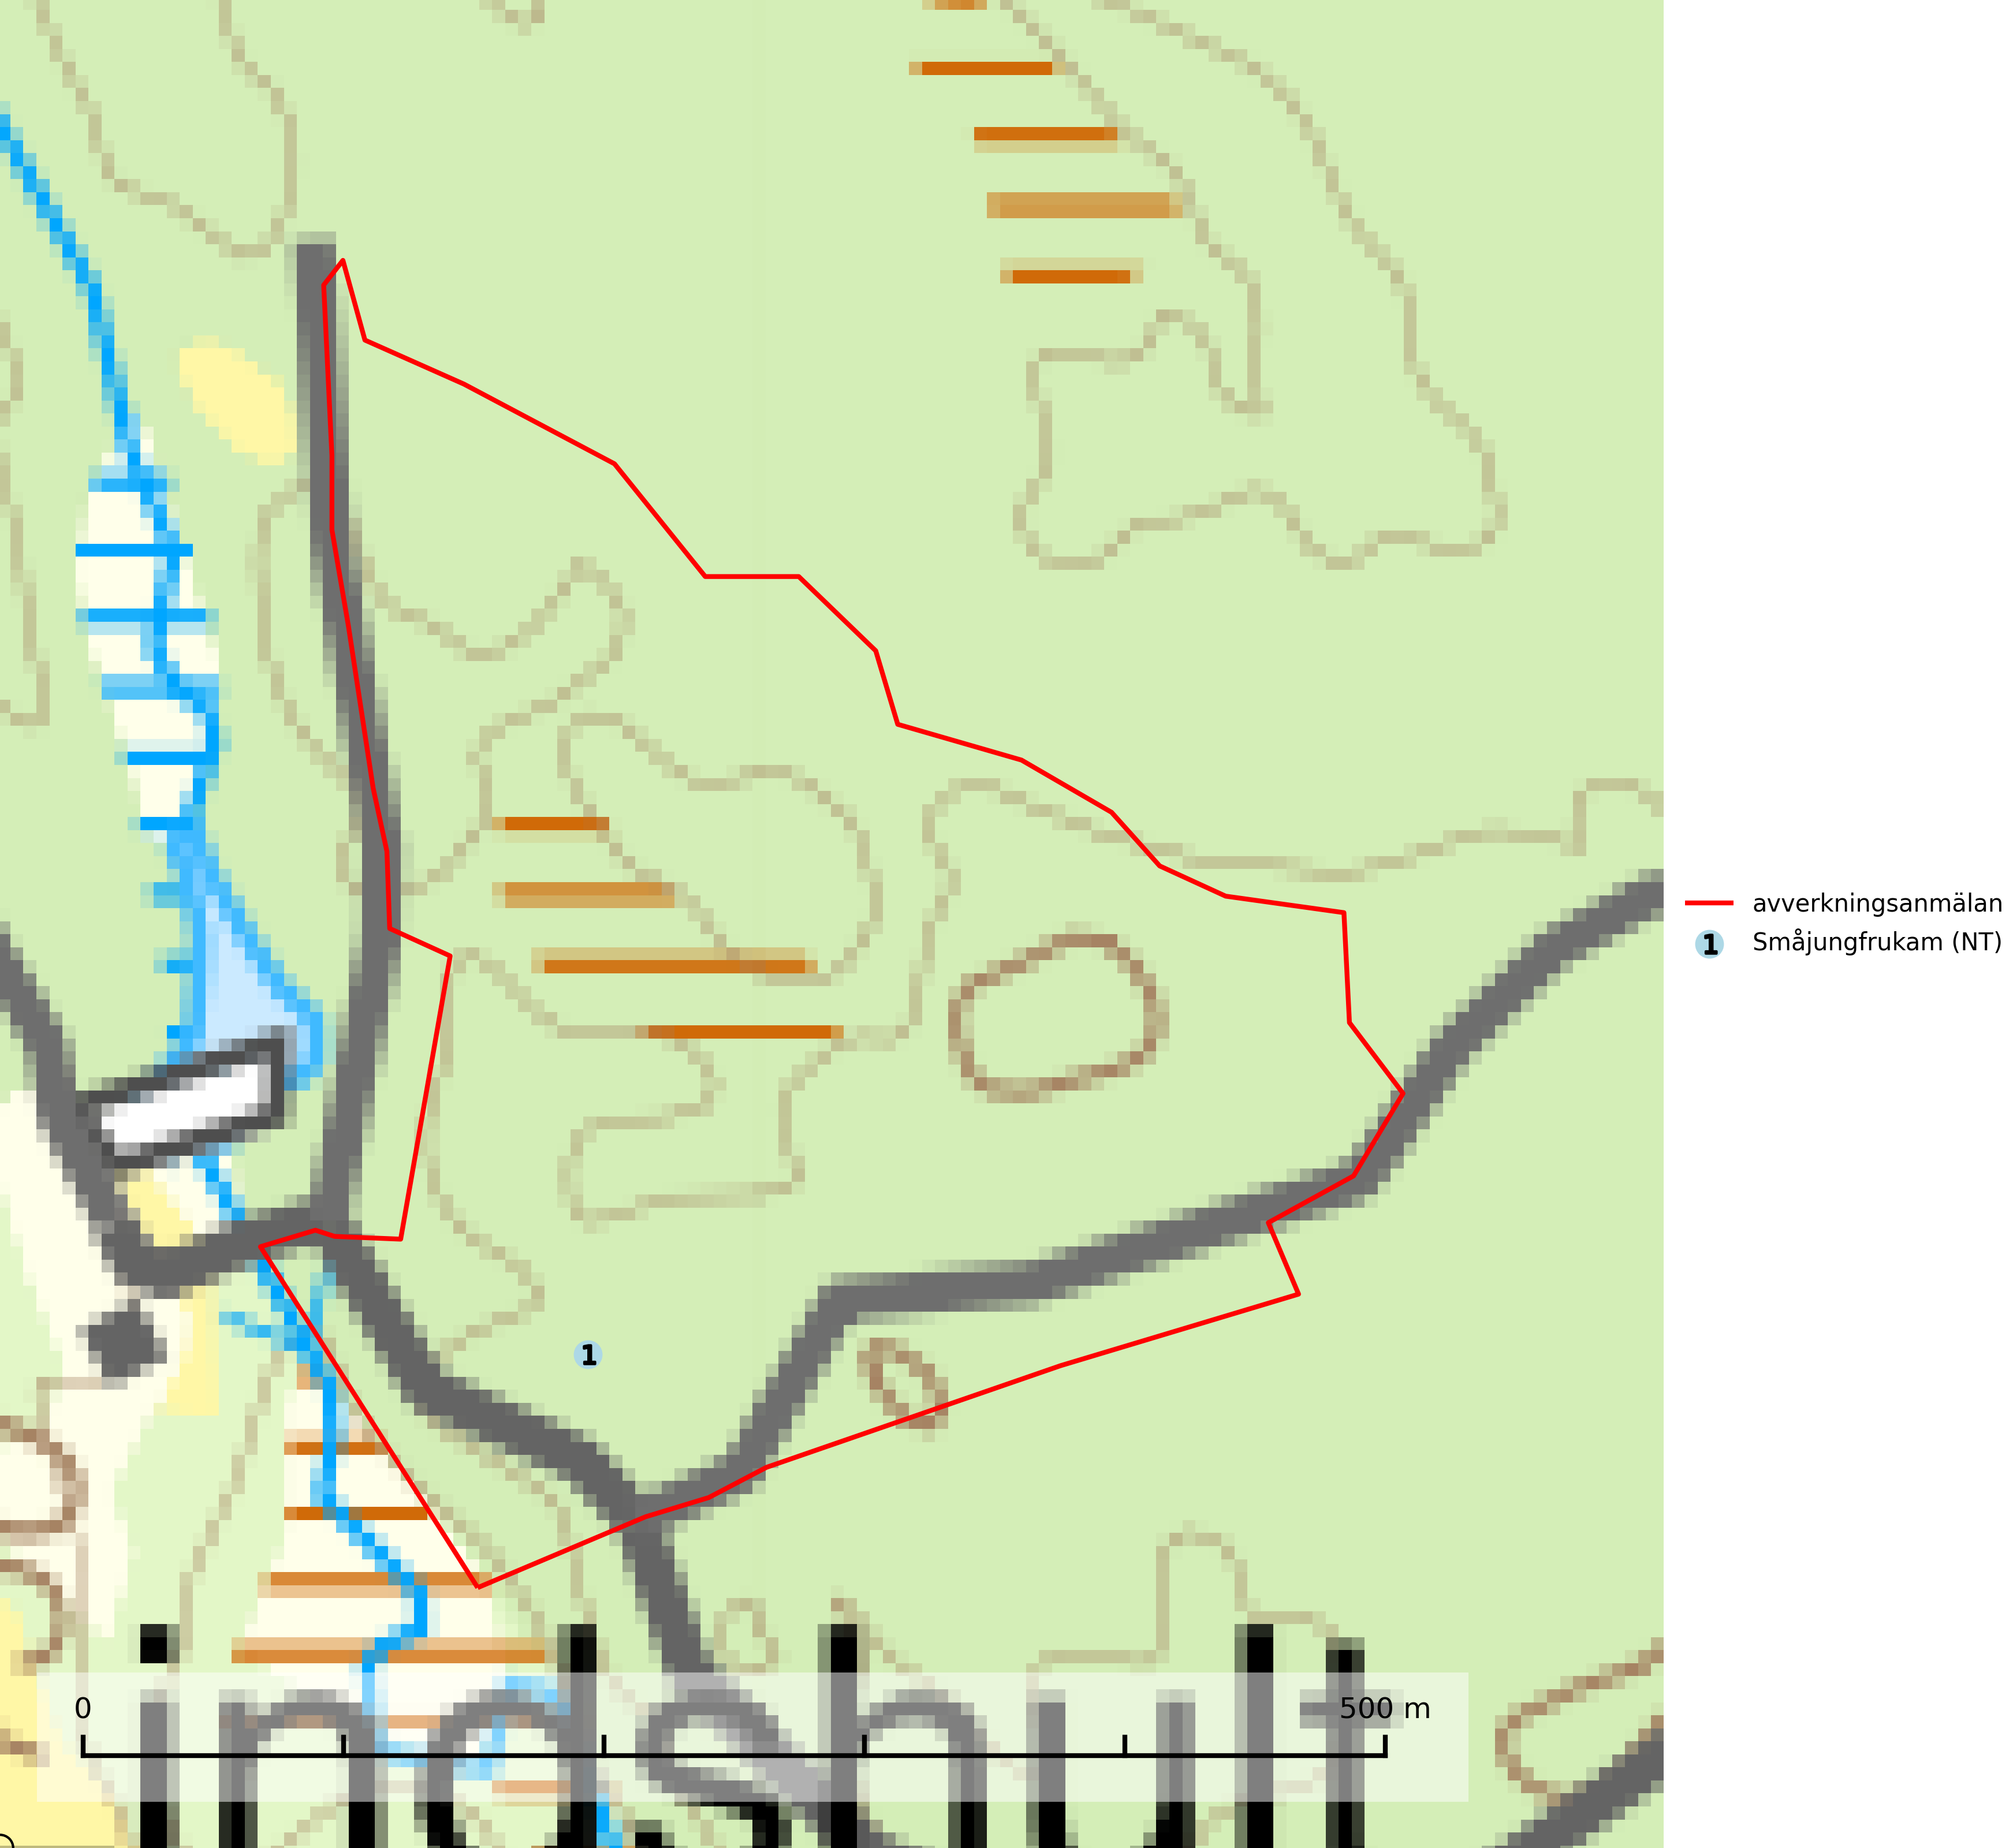 avverkningsanmälan
1 Småjungfrukam (NT)
1
0 500 m